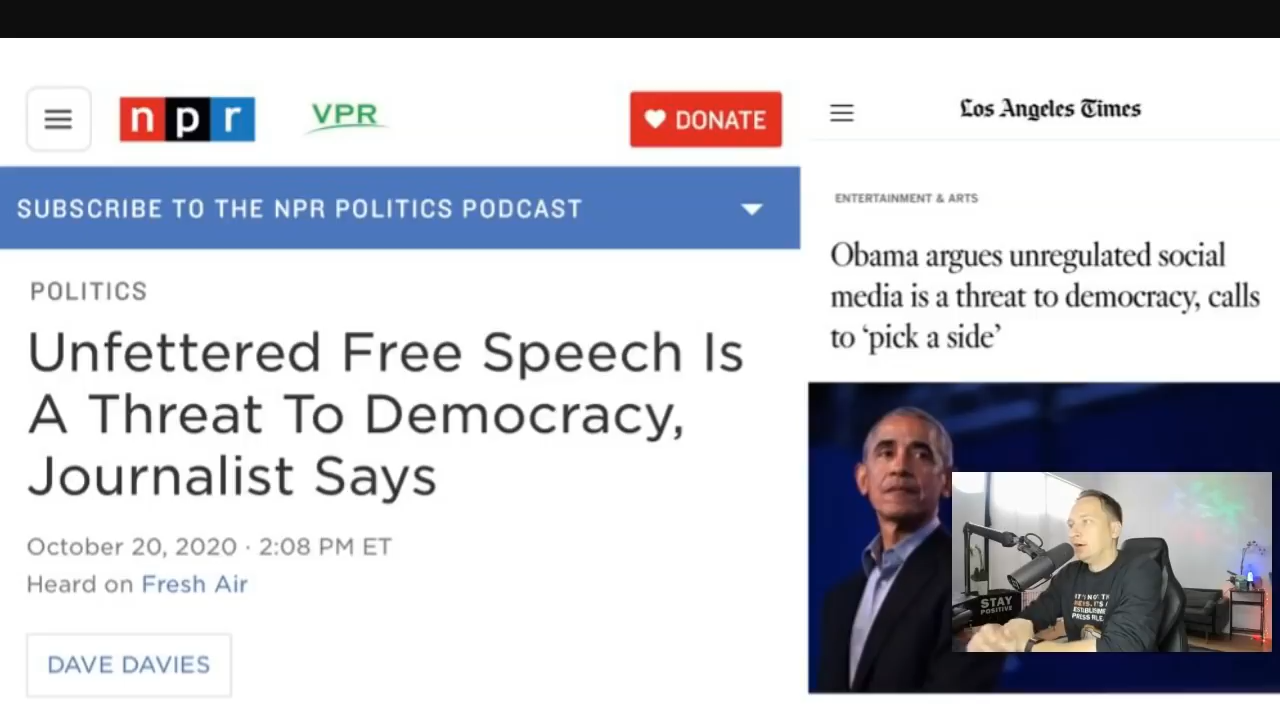 npr
VPR
DONATE
SUBSCRIBE TO THE NPR POLITICS PODCAST
POLITICS
Unfettered Free Speech Is
A Threat To Democracy,
Journalist Says
October 20, 2020 · 2:08 PM ET
Heard on Fresh Air
DAVE DAVIES
Los Angeles Times
ENTERTAINMENT & ARTS
Obama argues unregulated social
media is a threat to democracy, calls
to ‘pick a side’
STAY
POSITIVE